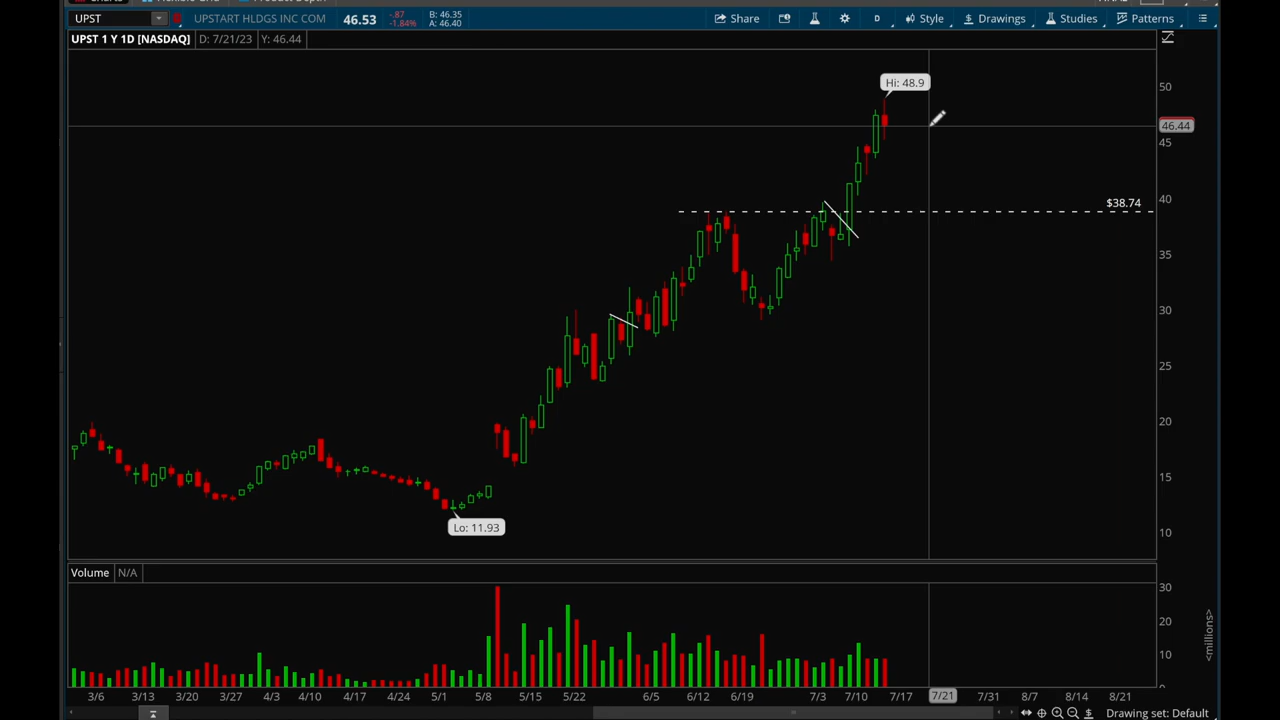 UPST
UPSTART HLDGS INC COM
46.53
-.87
-1.84%
B: 46.35
A: 46.40
Share
D
Style
Drawings
Studies
Patterns
UPST 1 Y 1D [NASDAQ]
D: 7/21/23
Y: 46.44
Hi: 48.9
50
46.44
45
$38.74
40
35
30
25
20
15
Lo: 11.93
10
Volume
N/A
30
20
10
<millions>
3/6
3/13
3/20
3/27
4/3
4/10
4/17
4/24
5/1
5/8
5/15
5/22
6/5
6/12
6/19
7/3
7/10
7/17
7/21
7/31
8/7
8/14
8/21
Drawing set: Default